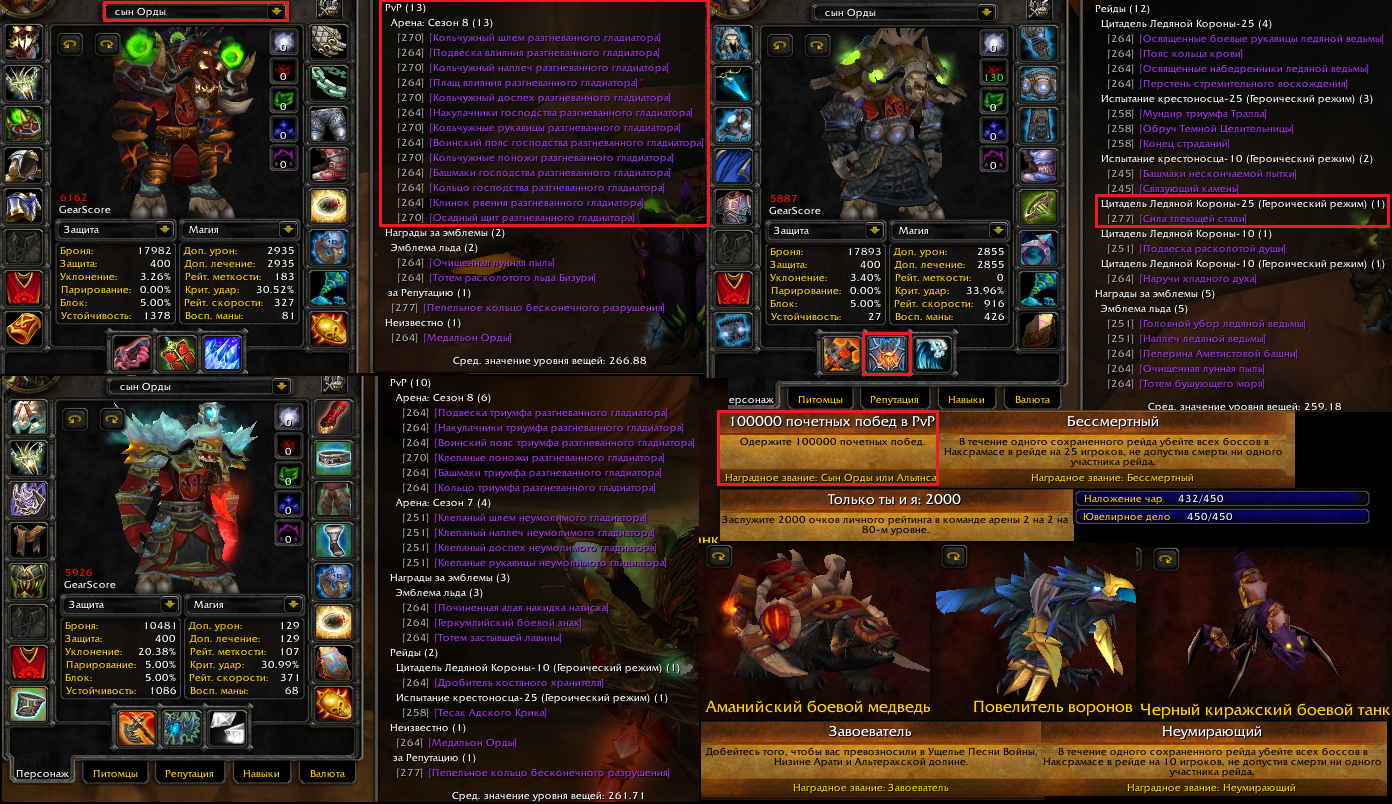 сын Орды
0
0
0
0
0
6162
GearScore
Защита
Магия
Броня: 17982
Защита: 400
Уклонение: 3.26%
Парирование: 0.00%
Блок: 5.00%
Устойчивость: 1378
Доп. урон: 2935
Доп. лечение: 2935
Рейт. меткости: 183
Крит. удар: 30.52%
Рейт. скорости: 327
Восп. маны: 81
PvP (13)
Арена: Сезон 8 (13)
[270] [Кольчужный шлем разгневанного гладиатора]
[264] [Подвеска влияния разгневанного гладиатора]
[270] [Кольчужный наплеч разгневанного гладиатора]
[264] [Плащ влияния разгневанного гладиатора]
[270] [Кольчужный доспех разгневанного гладиатора]
[264] [Накулачники господства разгневанного гладиатора]
[270] [Кольчужные рукавицы разгневанного гладиатора]
[264] [Воинский пояс господства разгневанного гладиатора]
[270] [Кольчужные поножи разгневанного гладиатора]
[264] [Башмаки господства разгневанного гладиатора]
[264] [Кольцо господства разгневанного гладиатора]
[264] [Клинок рвения разгневанного гладиатора]
[270] [Осадный щит разгневанного гладиатора]
Награды за эмблемы (2)
Эмблема льда (2)
[264] [Очищенная лунная пыль]
[264] [Тотем расколотого льда Бизури]
за Репутацию (1)
[277] [Пепельное кольцо бесконечного разрушения]
Неизвестно (1)
[264] [Медальон Орды]
Сред. значение уровня вещей: 266.88
сын Орды
0
130
0
0
0
5887
GearScore
Защита
Магия
Броня: 17893
Защита: 400
Уклонение: 3.40%
Парирование: 0.00%
Блок: 5.00%
Устойчивость: 27
Доп. урон: 2855
Доп. лечение: 2855
Рейт. меткости: 0
Крит. удар: 33.96%
Рейт. скорости: 916
Восп. маны: 426
ерсонаж
Питомцы
Репутация
Навыки
Валюта
Рейды (12)
Цитадель Ледяной Короны-25 (4)
[264] [Освященные боевые рукавицы ледяной ведьмы]
[264] [Пояс кольца крови]
[264] [Освященные набедренники ледяной ведьмы]
[264] [Перстень стремительного восхождения]
Испытание крестоносца-25 (Героический режим) (3)
[258] [Мундир триумфа Тралла]
[258] [Обруч Темной Целительницы]
[258] [Конец страданий]
Испытание крестоносца-10 (Героический режим) (2)
[245] [Башмаки нескончаемой пытки]
[245] [Связующий камень]
Цитадель Ледяной Короны-25 (Героический режим) (1)
[277] [Сила тлеющей стали]
Цитадель Ледяной Короны-10 (1)
[251] [Подвеска расколотой души]
Цитадель Ледяной Короны-10 (Героический режим) (1)
[264] [Наручи хладного духа]
Награды за эмблемы (5)
Эмблема льда (5)
[251] [Головной убор ледяной ведьмы]
[251] [Наплеч ледяной ведьмы]
[264] [Пелерина Аметистовой башни]
[264] [Очищенная лунная пыль]
[264] [Тотем бушующего моря]
Сред. значение уровня вещей: 259.18
сын Орды
0
0
0
0
0
5926
GearScore
Защита
Магия
Броня: 10481
Защита: 400
Уклонение: 20.38%
Парирование: 5.00%
Блок: 5.00%
Устойчивость: 1086
Доп. урон: 129
Доп. лечение: 129
Рейт. меткости: 107
Крит. удар: 30.99%
Рейт. скорости: 371
Восп. маны: 68
Персонаж
Питомцы
Репутация
Навыки
Валюта
PvP (10)
Арена: Сезон 8 (6)
[264] [Подвеска триумфа разгневанного гладиатора]
[264] [Накулачники триумфа разгневанного гладиатора]
[264] [Воинский пояс триумфа разгневанного гладиатора]
[270] [Клепаные поножи разгневанного гладиатора]
[264] [Башмаки триумфа разгневанного гладиатора]
[264] [Кольцо триумфа разгневанного гладиатора]
Арена: Сезон 7 (4)
[251] [Клепаный шлем неумолимого гладиатора]
[251] [Клепаный наплеч неумолимого гладиатора]
[251] [Клепаный доспех неумолимого гладиатора]
[251] [Клепаные рукавицы неумолимого гладиатора]
Награды за эмблемы (3)
Эмблема льда (3)
[264] [Починенная алая накидка натиска]
[264] [Геркумлийский боевой знак]
[264] [Тотем застывшей лавины]
Рейды (2)
Цитадель Ледяной Короны-10 (Героический режим) (1)
[264] [Дробитель костяного хранителя]
Испытание крестоносца-25 (Героический режим) (1)
[258] [Тесак Адского Крика]
Неизвестно (1)
[264] [Медальон Орды]
за Репутацию (1)
[277] [Пепельное кольцо бесконечного разрушения]
Сред. значение уровня вещей: 261.71
100000 почетных побед в PvP
Одержите 100000 почетных побед.
Наградное звание: Сын Орды или Альянса
Бессмертный
В течение одного сохраненного рейда убейте всех боссов в
Наксрамасе в рейде на 25 игроков, не допустив смерти ни одного
участника рейда.
Наградное звание: Бессмертный
Только ты и я: 2000
Заслужите 2000 очков личного рейтинга в команде арены 2 на 2 на
80-м уровне.
Наложение чар 432/450
Ювелирное дело 450/450
танк
Аманийский боевой медведь
Повелитель воронов
Черный киражский боевой танк
Завоеватель
Добейтесь того, чтобы вас превозносили в Ущелье Песни Войны,
Низине Арати и Альтеракской долине.
Наградное звание: Завоеватель
Неумирающий
В течение одного сохраненного рейда убейте всех боссов в
Наксрамасе в рейде на 10 игроков, не допустив смерти ни одного
участника рейда.
Наградное звание: Неумирающий